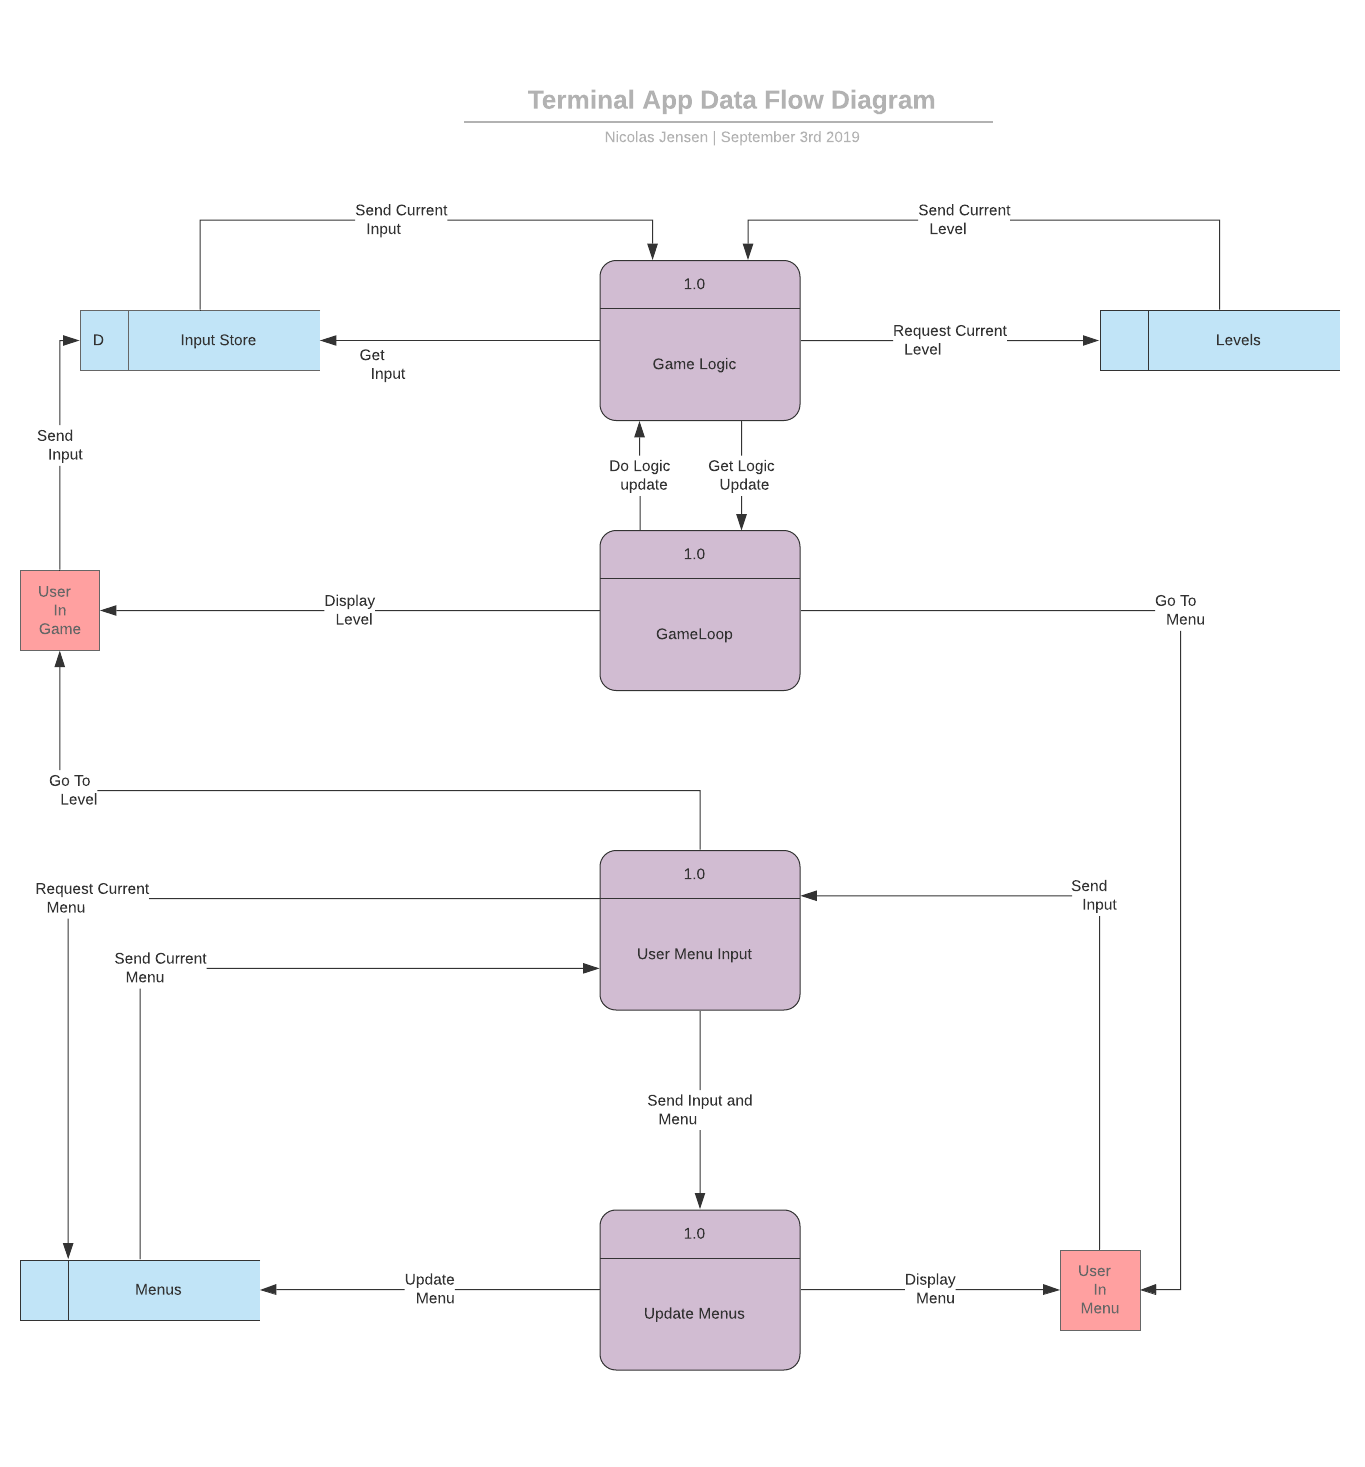 Terminal App Data Flow Diagram
Nicolas Jensen | September 3rd 2019
Send Current
Input
Send Current
Level
1.0
Game Logic
D
Input Store
Get
Input
Request Current
Level
Levels
Send
Input
Do Logic
update
Get Logic
Update
1.0
GameLoop
User
In
Game
Display
Level
Go To
Menu
Go To
Level
1.0
User Menu Input
Request Current
Menu
Send
Input
Send Current
Menu
Send Input and
Menu
1.0
Update Menus
Menus
Update
Menu
Display
Menu
User
In
Menu